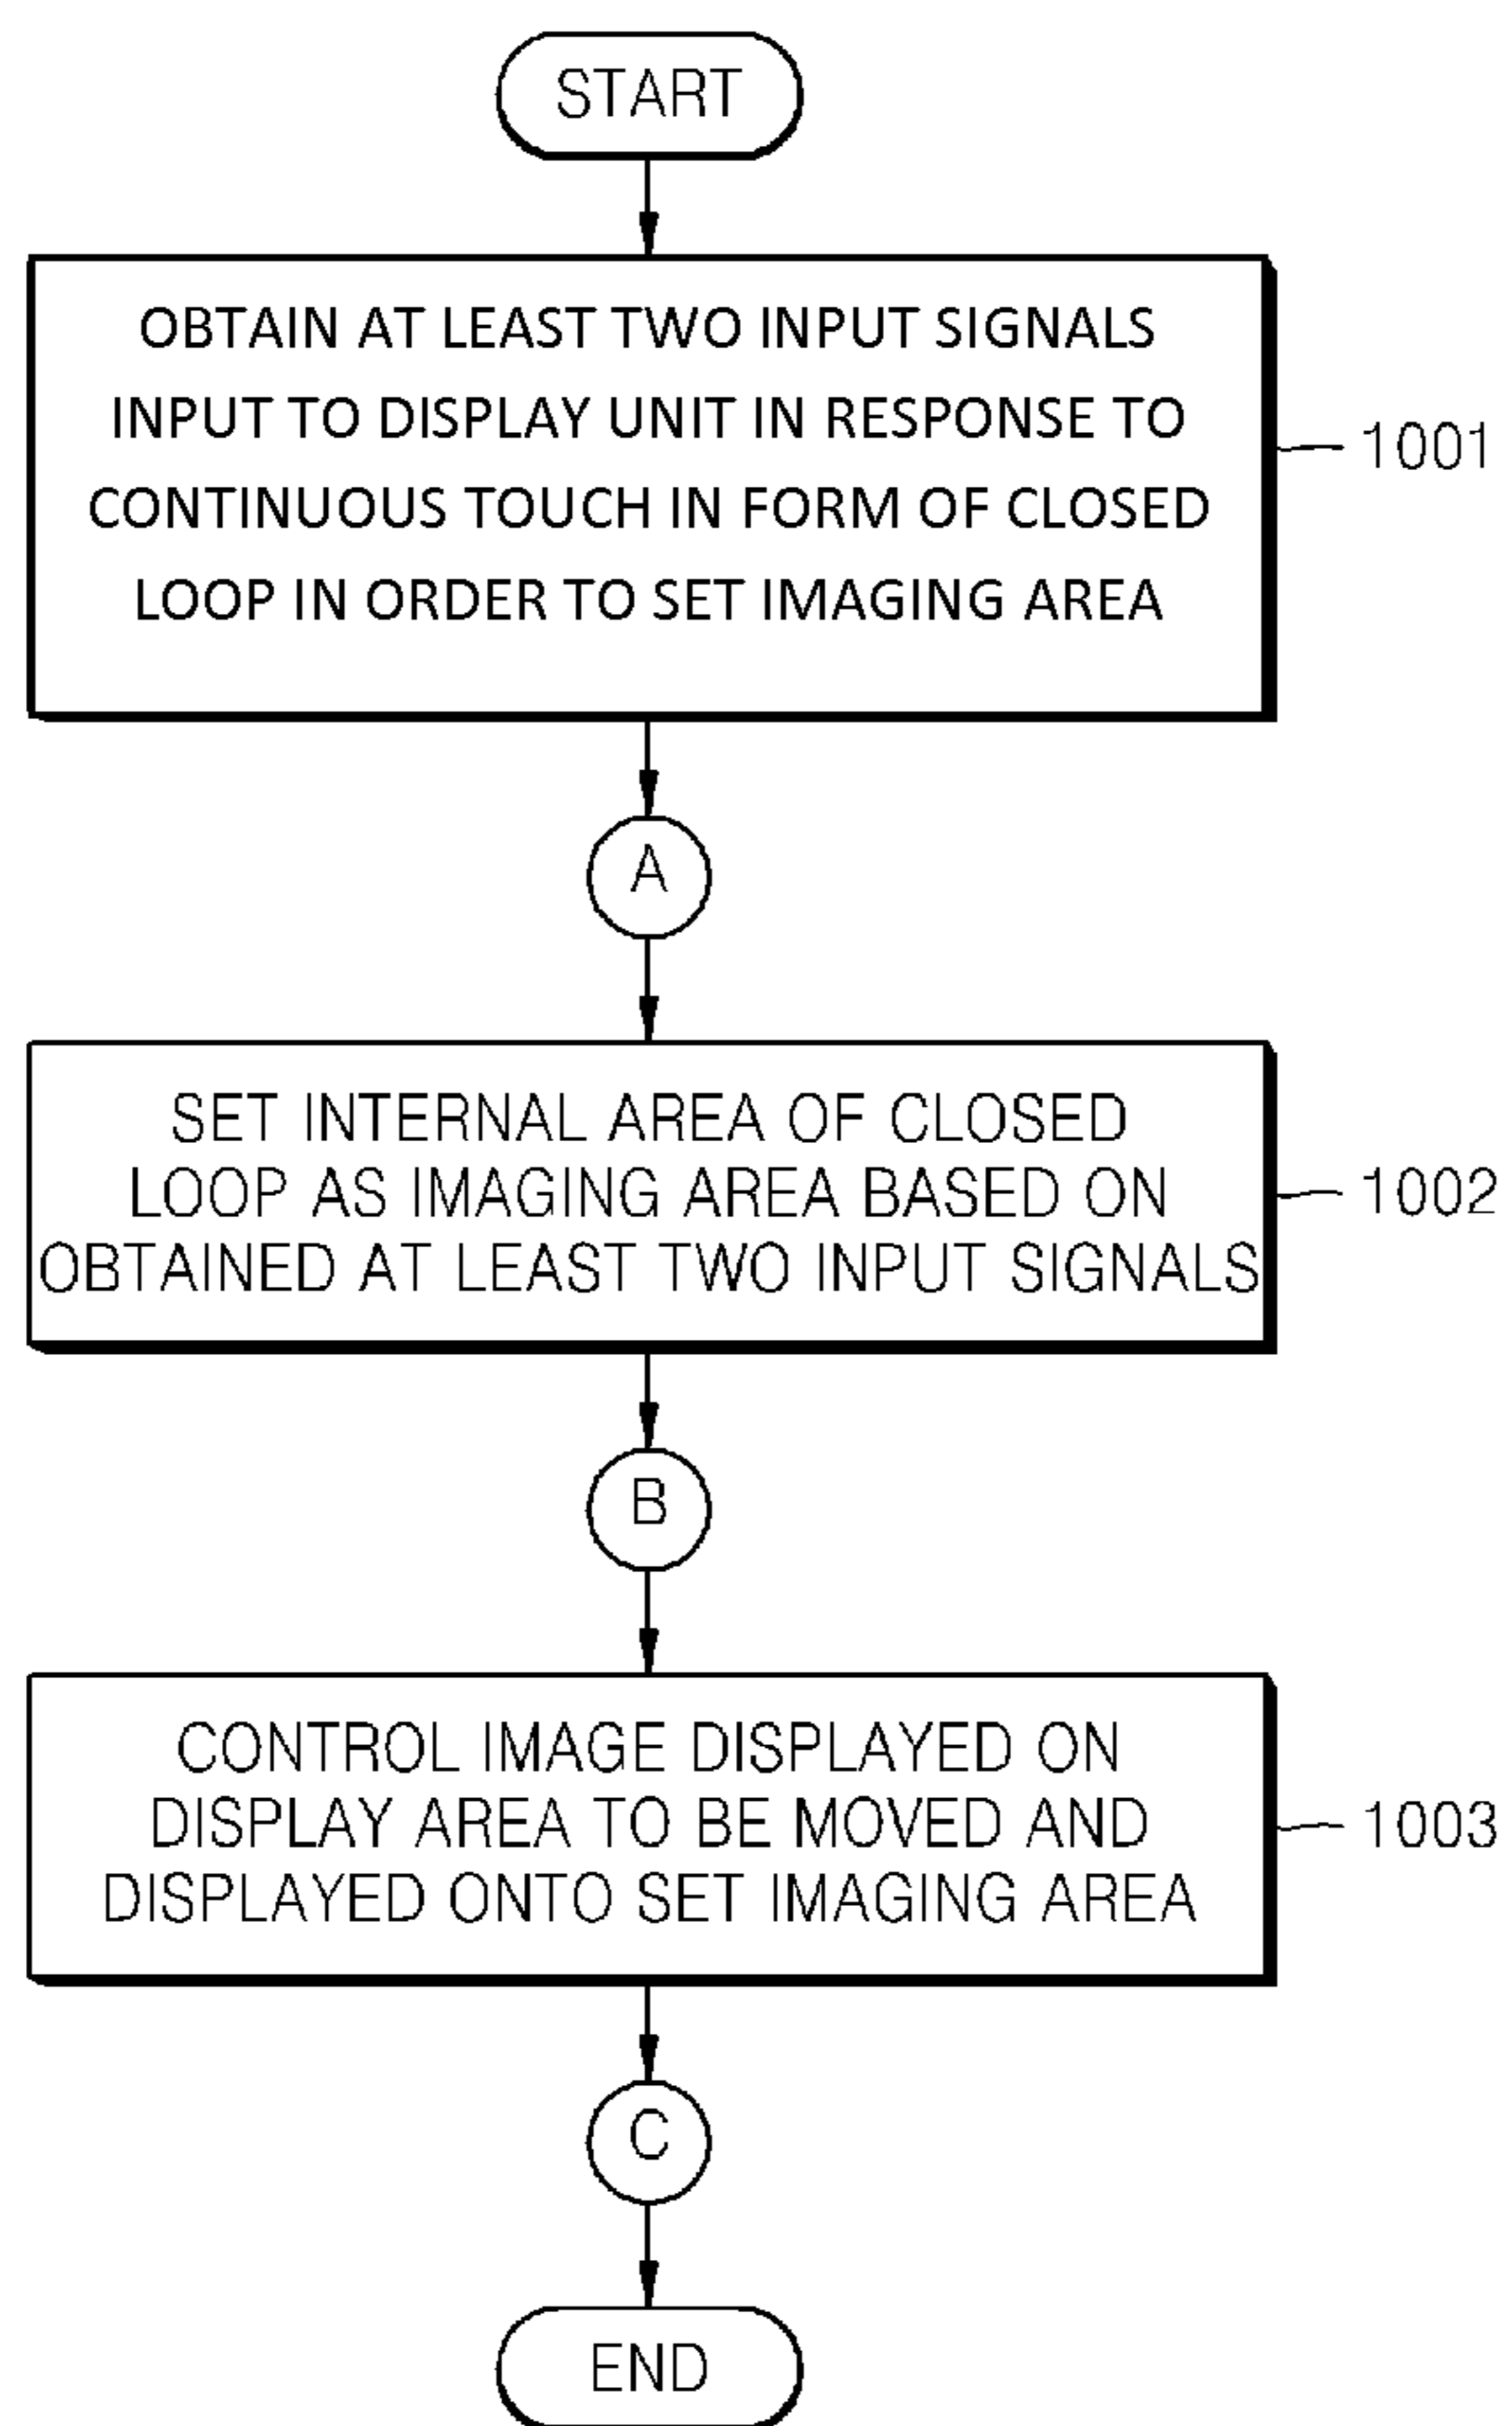 START
OBTAIN AT LEAST TWO INPUT SIGNALS
INPUT TO DISPLAY UNIT IN RESPONSE TO
CONTINUOUS TOUCH IN FORM OF CLOSED
LOOP IN ORDER TO SET IMAGING AREA
1001
A
SET INTERNAL AREA OF CLOSED
LOOP AS IMAGING AREA BASED ON
OBTAINED AT LEAST TWO INPUT SIGNALS
1002
B
CONTROL IMAGE DISPLAYED ON
DISPLAY AREA TO BE MOVED AND
DISPLAYED ONTO SET IMAGING AREA
1003
C
END